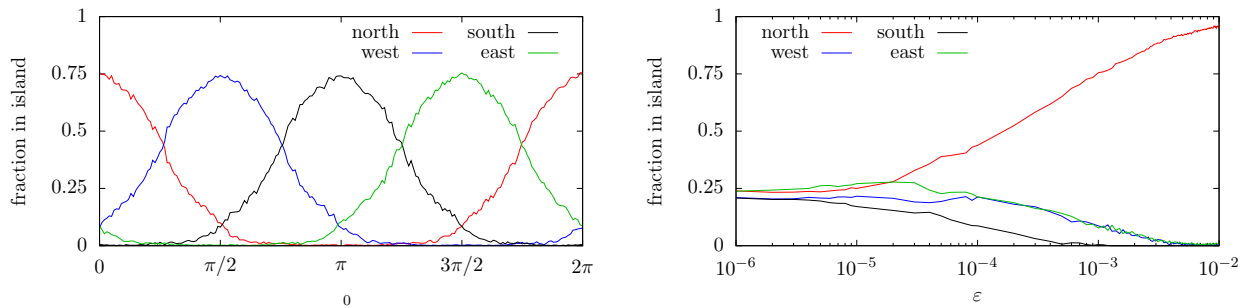 fraction in island
1
0.75
0.5
0.25
0
north
west
south
east
0
π/2
π
3π/2
2π
0
fraction in island
1
0.75
0.5
0.25
0
north
west
south
east
10⁻⁶
10⁻⁵
10⁻⁴
10⁻³
10⁻²
ε